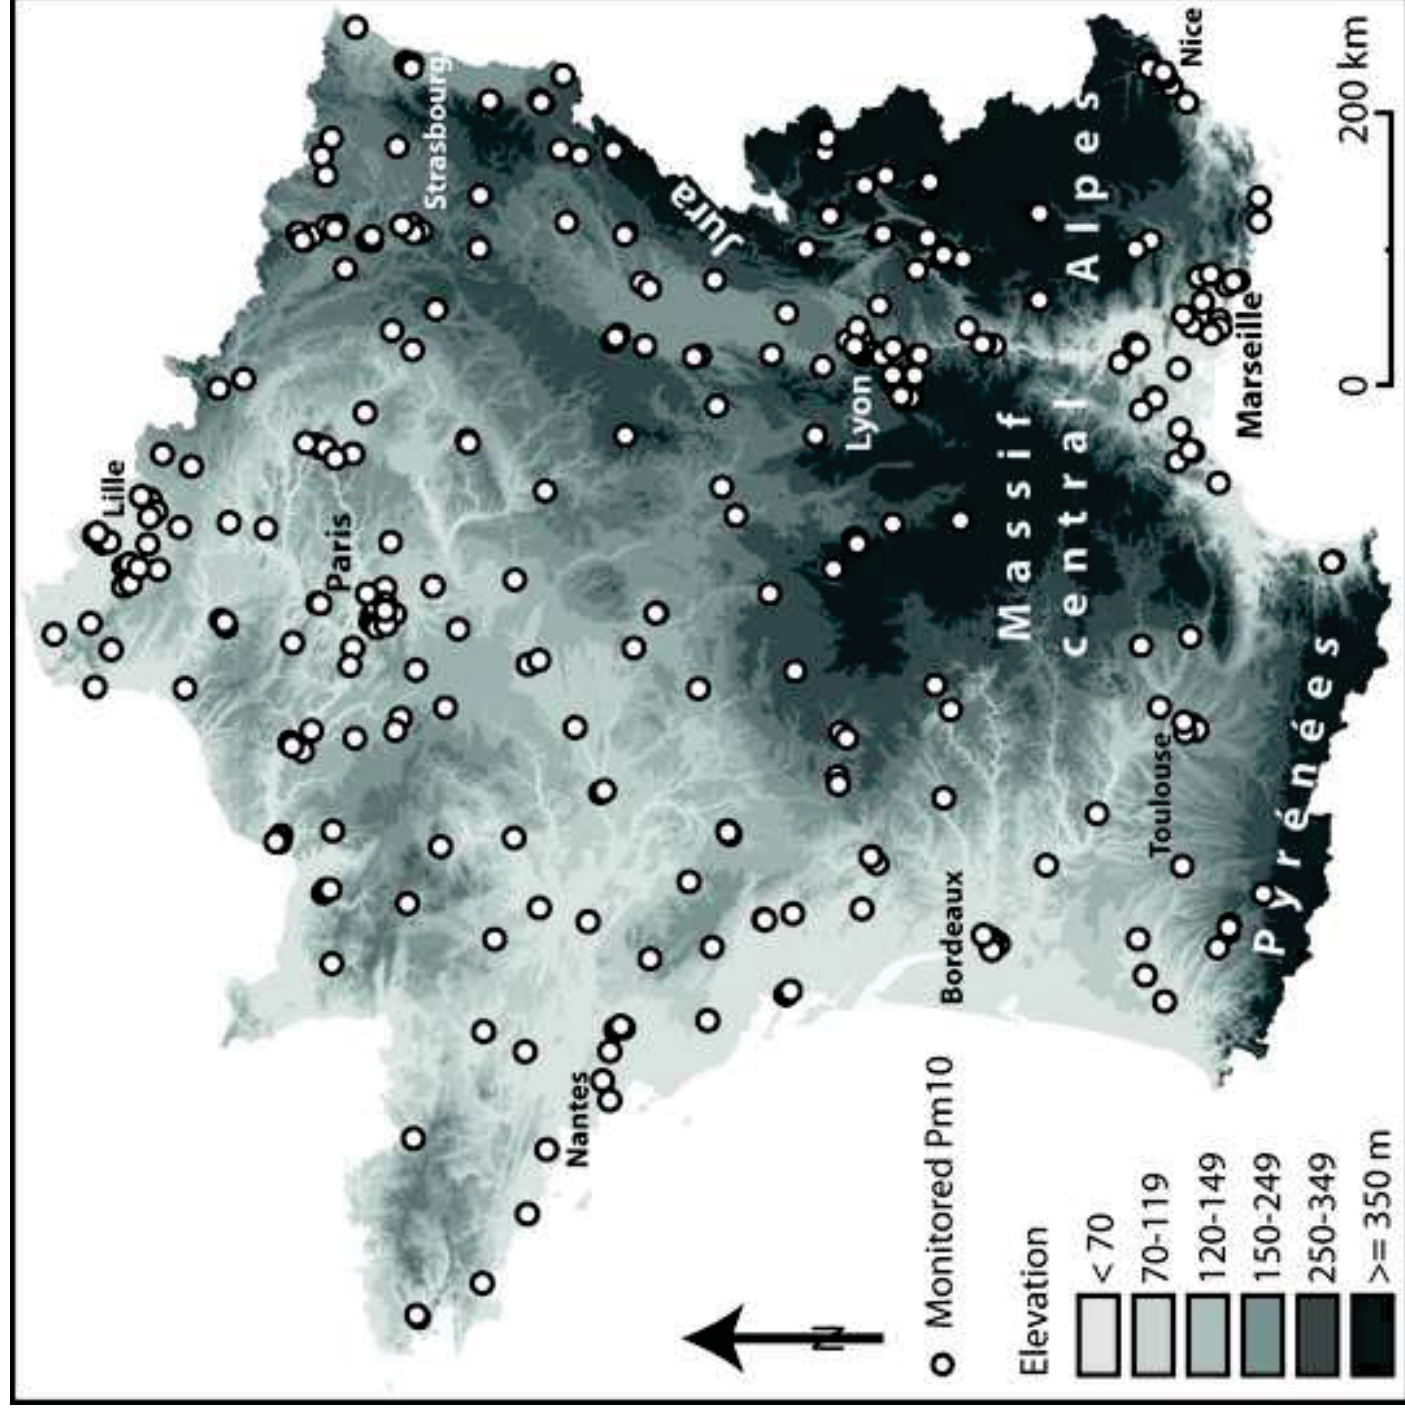 Lille
Paris
Strasbourg
Nantes
Jura
Lyon
Massif
central
Alpes
Bordeaux
Toulouse
Marseille
Nice
Pyrénées
N
Monitored Pm10
Elevation
< 70
70-119
120-149
150-249
250-349
>= 350 m
0 200 km